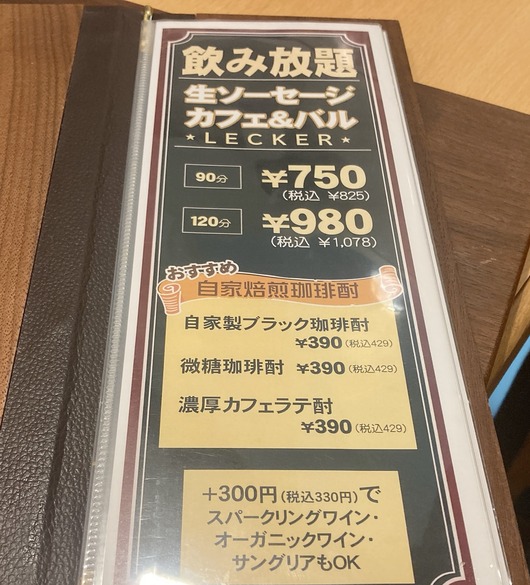 飲み放題
生ソーセージ
カフェ&バル
★LECKER★
90分 ¥750
(税込 ¥825)
120分 ¥980
(税込 ¥1,078)
おすすめ
自家焙煎珈琲酎
自家製ブラック珈琲酎
¥390(税込429)
微糖珈琲酎 ¥390(税込429)
濃厚カフェラテ酎
¥390(税込429)
+300円(税込330円)で
スパークリングワイン・
オーガニックワイン・
サングリアもOK